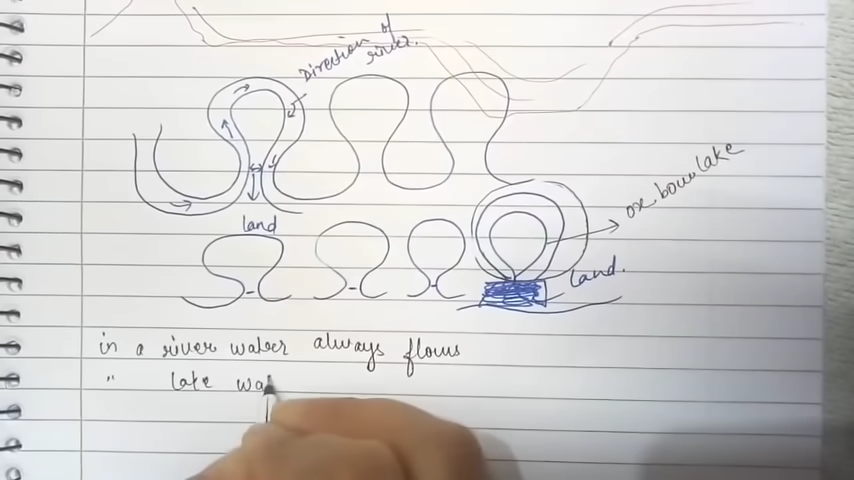 Direction of
river.
land
ox bow lake
land.
in a river water always flows
" lake wa